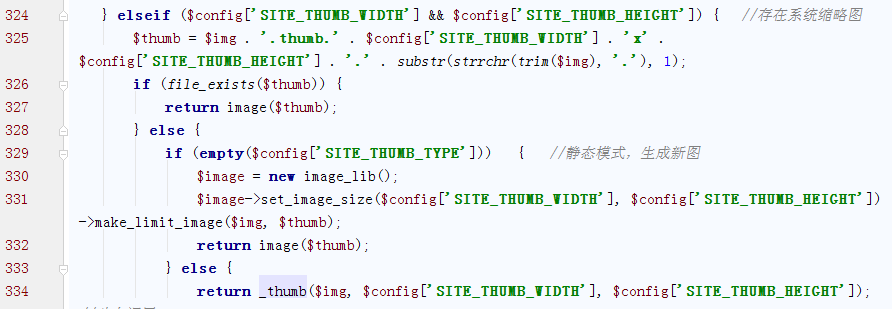 324 } elseif ($config['SITE_THUMB_WIDTH'] && $config['SITE_THUMB_HEIGHT']) { //存在系统缩略图
325 $thumb = $img . '.thumb.' . $config['SITE_THUMB_WIDTH'] . 'x' .
$config['SITE_THUMB_HEIGHT'] . '.' . substr(strrchr(trim($img), '.'), 1);
326 if (file_exists($thumb)) {
327 return image($thumb);
328 } else {
329 if (empty($config['SITE_THUMB_TYPE'])) { //静态模式，生成新图
330 $image = new image_lib();
331 $image->set_image_size($config['SITE_THUMB_WIDTH'], $config['SITE_THUMB_HEIGHT'])
->make_limit_image($img, $thumb);
332 return image($thumb);
333 } else {
334 return _thumb($img, $config['SITE_THUMB_WIDTH'], $config['SITE_THUMB_HEIGHT']);